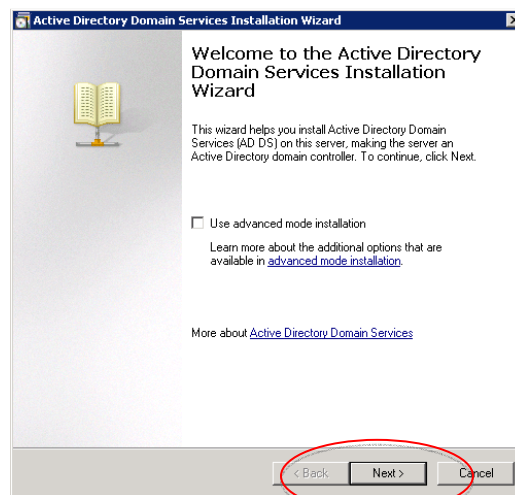 Active Directory Domain Services Installation Wizard
Welcome to the Active Directory
Domain Services Installation
Wizard
This wizard helps you install Active Directory Domain
Services (AD DS) on this server, making the server an
Active Directory domain controller. To continue, click Next.
Use advanced mode installation
Learn more about the additional options that are
available in advanced mode installation.
More about Active Directory Domain Services
< Back Next > Cancel